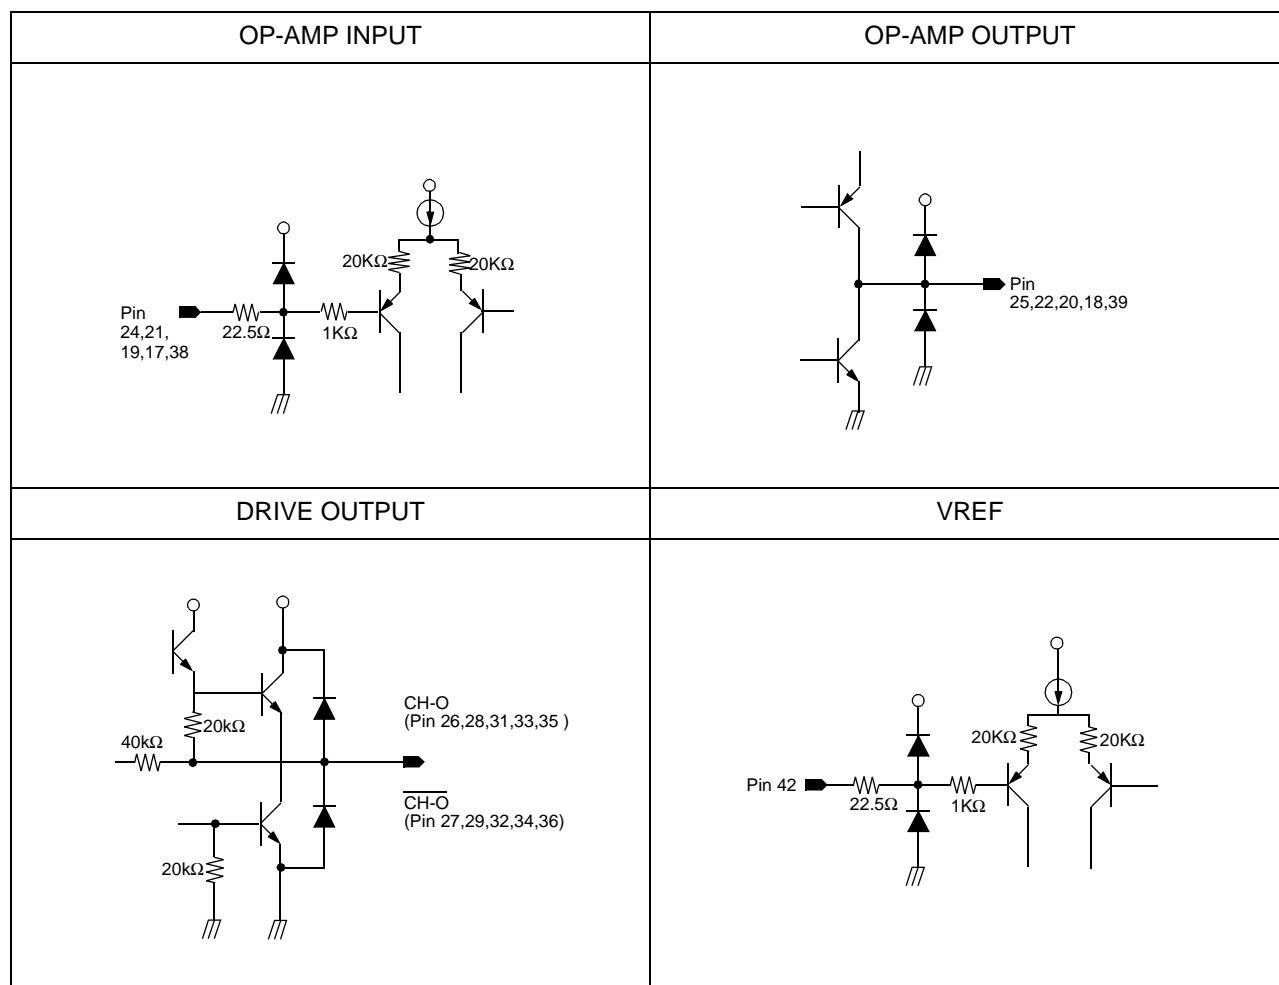 OP-AMP INPUT
OP-AMP OUTPUT
20KΩ
20KΩ
Pin
24,21,
19,17,38
22.5Ω
1KΩ
Pin
25,22,20,18,39
DRIVE OUTPUT
VREF
20kΩ
40kΩ
CH-O
(Pin 26,28,31,33,35 )
CH-O
(Pin 27,29,32,34,36)
20kΩ
20KΩ
20KΩ
Pin 42
22.5Ω
1KΩ